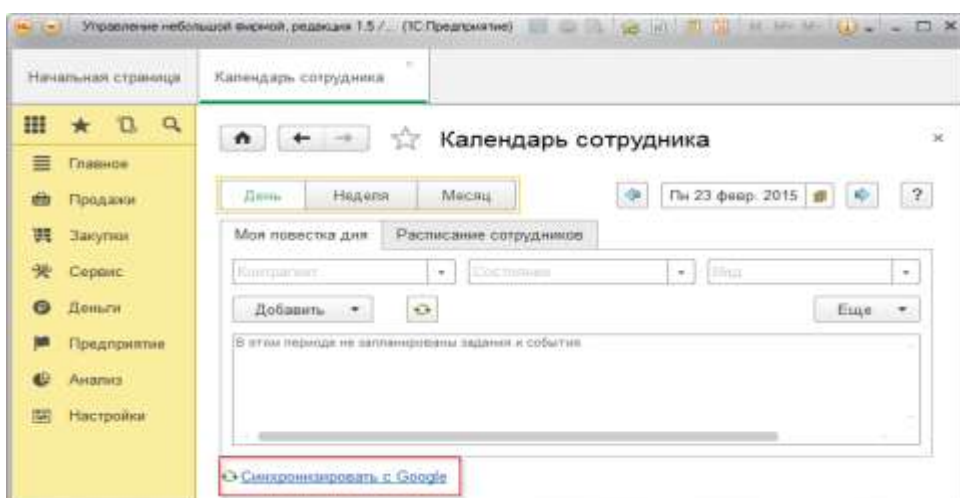 Управление небольшой фирмой, редакция 1.5 /... (1С:Предприятие)
Начальная страница
Календарь сотрудника
Главное
Продажи
Закупки
Сервис
Деньги
Предприятие
Анализ
Настройки
Календарь сотрудника
День Неделя Месяц
Пн 23 февр. 2015
?
Моя повестка дня
Расписание сотрудников
Контрагент
Состояние
Вид
Добавить
Еще
В этом периоде не запланированы задания и события
Синхронизировать с Google